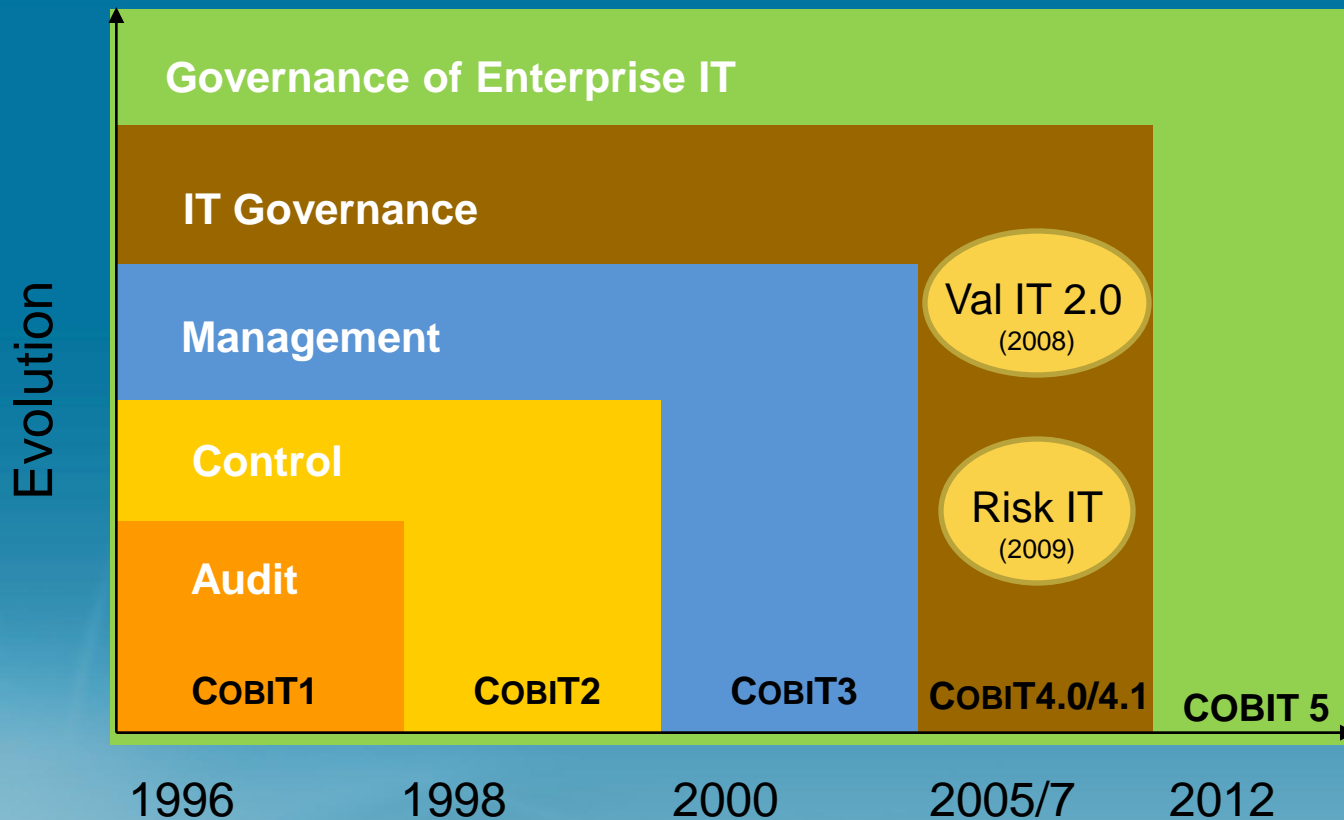 Governance of Enterprise IT
IT Governance
Val IT 2.0
(2008)
Management
Control
Risk IT
(2009)
Audit
COBIT1
COBIT2
COBIT3
COBIT4.0/4.1
COBIT 5
1996
1998
2000
2005/7
2012
Evolution